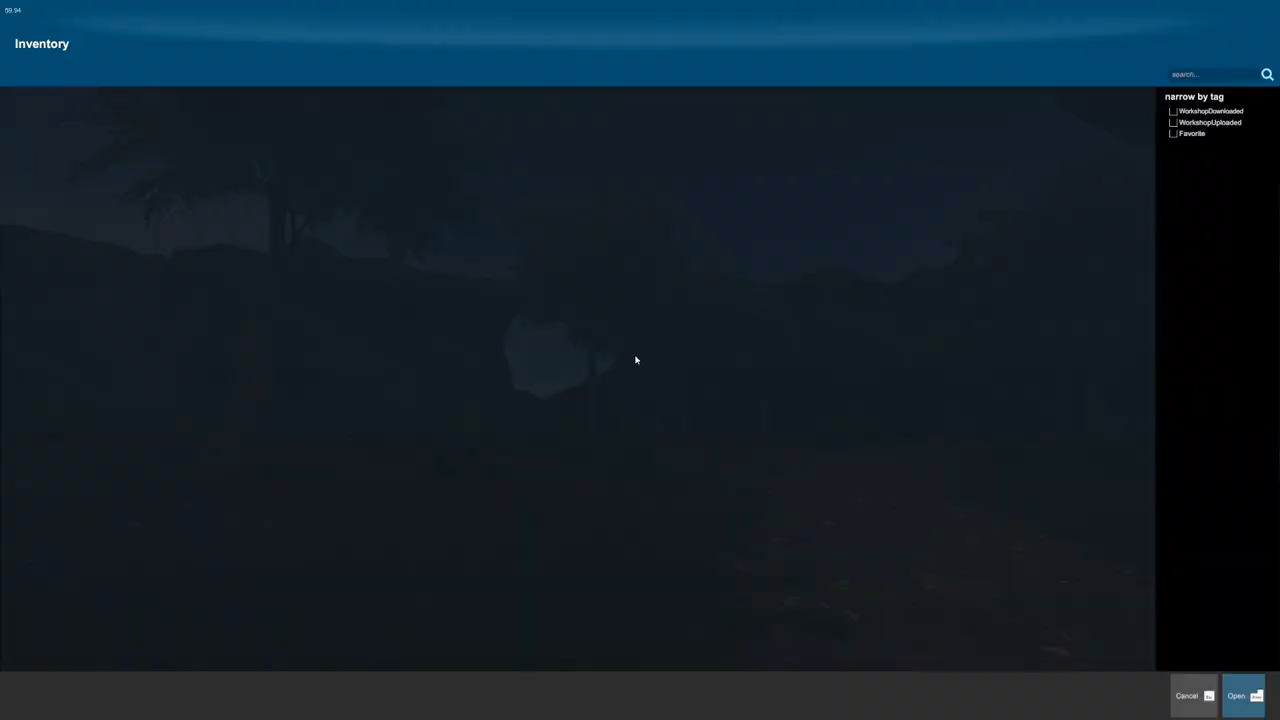 59.94
Inventory
search...
narrow by tag
WorkshopDownloaded
WorkshopUploaded
Favorite
Cancel
Open